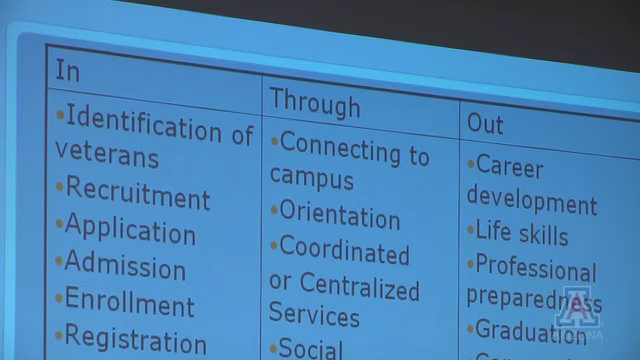 In
•Identification of
veterans
•Recruitment
•Application
•Admission
•Enrollment
•Registration
Through
•Connecting to
campus
•Orientation
•Coordinated
or Centralized
Services
•Social
Out
•Career
development
•Life skills
•Professional
preparedness
•Graduation
A